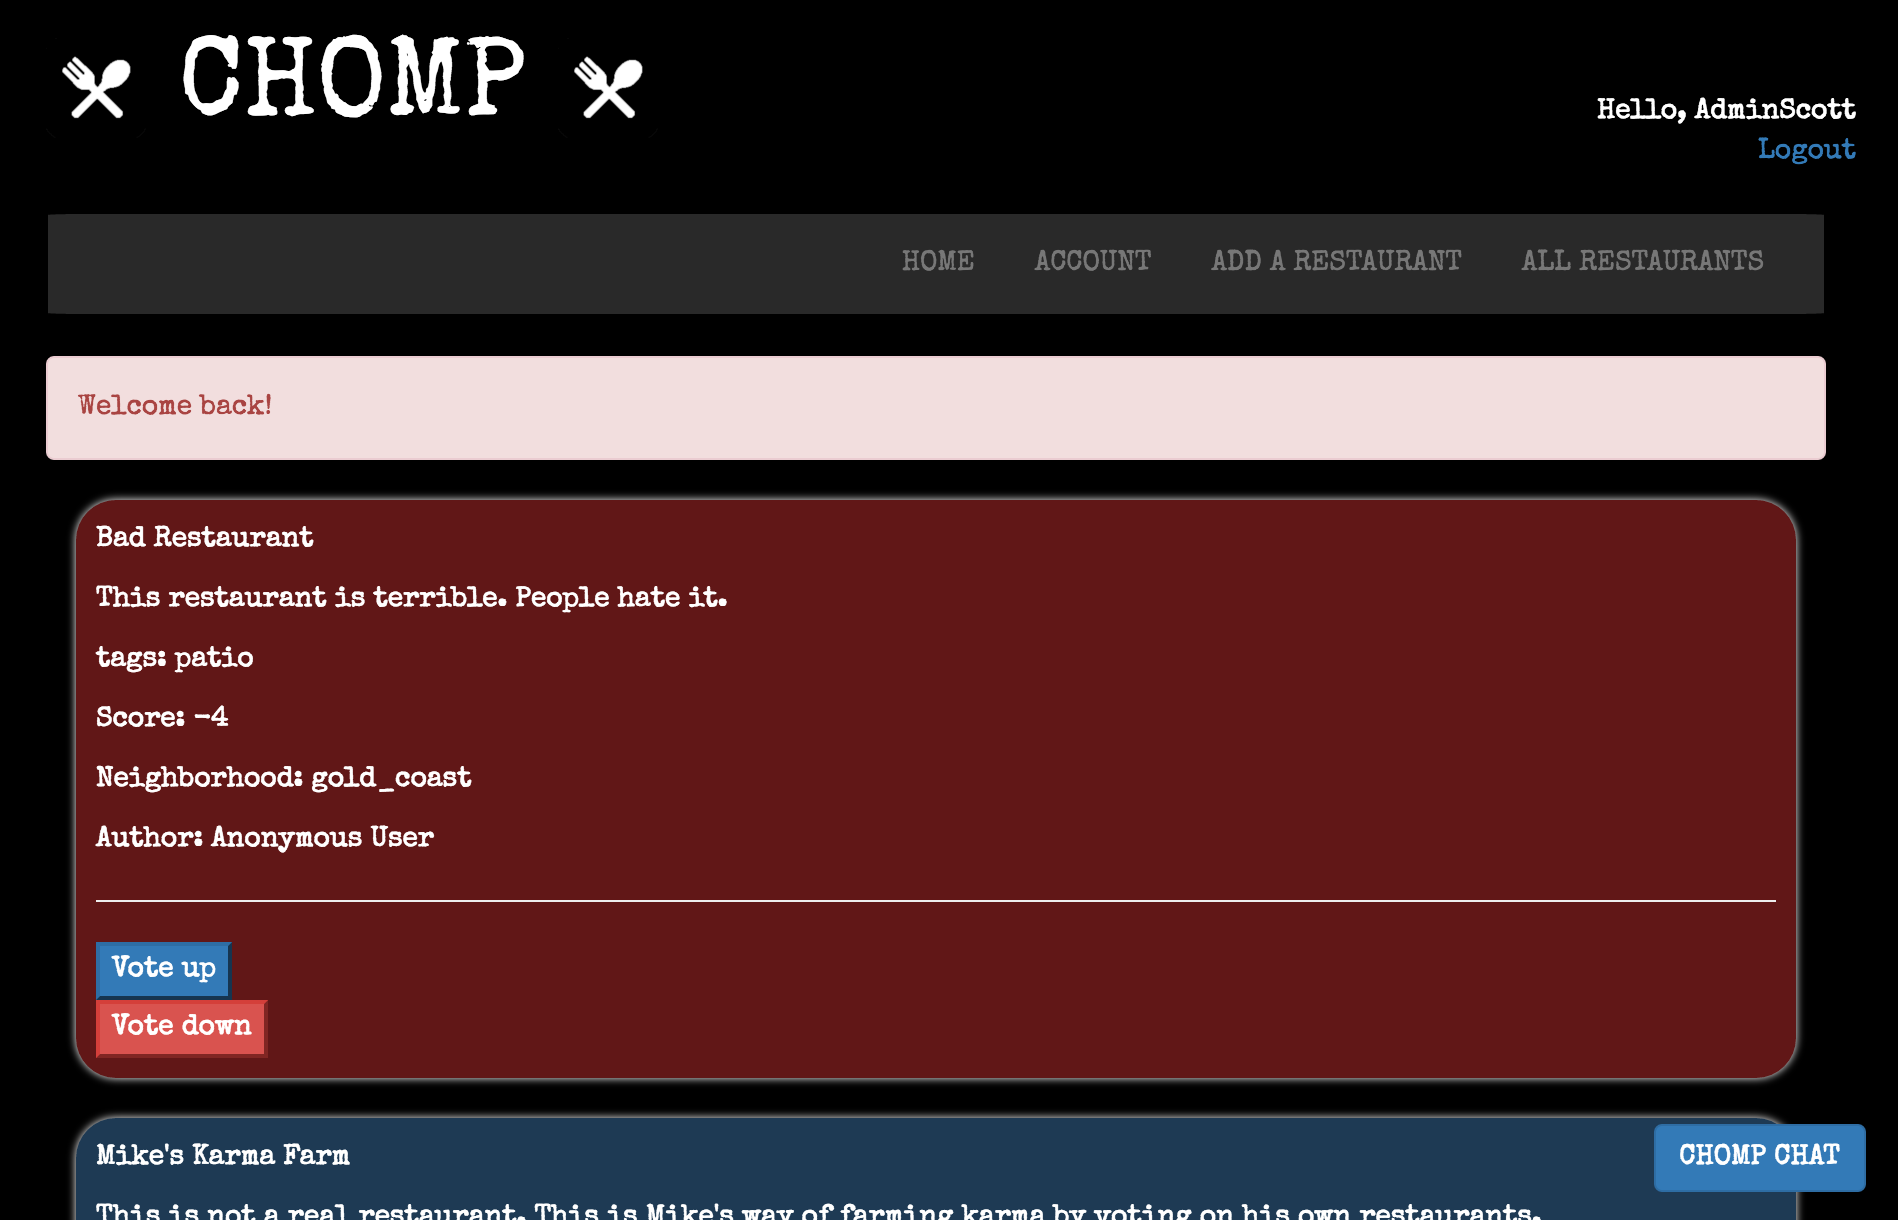 CHOMP
Hello, AdminScott
Logout
HOME ACCOUNT ADD A RESTAURANT ALL RESTAURANTS
Welcome back!
Bad Restaurant
This restaurant is terrible. People hate it.
tags: patio
Score: -4
Neighborhood: gold_coast
Author: Anonymous User
Vote up
Vote down
Mike's Karma Farm
CHOMP CHAT
This is not a real restaurant. This is Mike's way of farming karma by voting on his own restaurants.